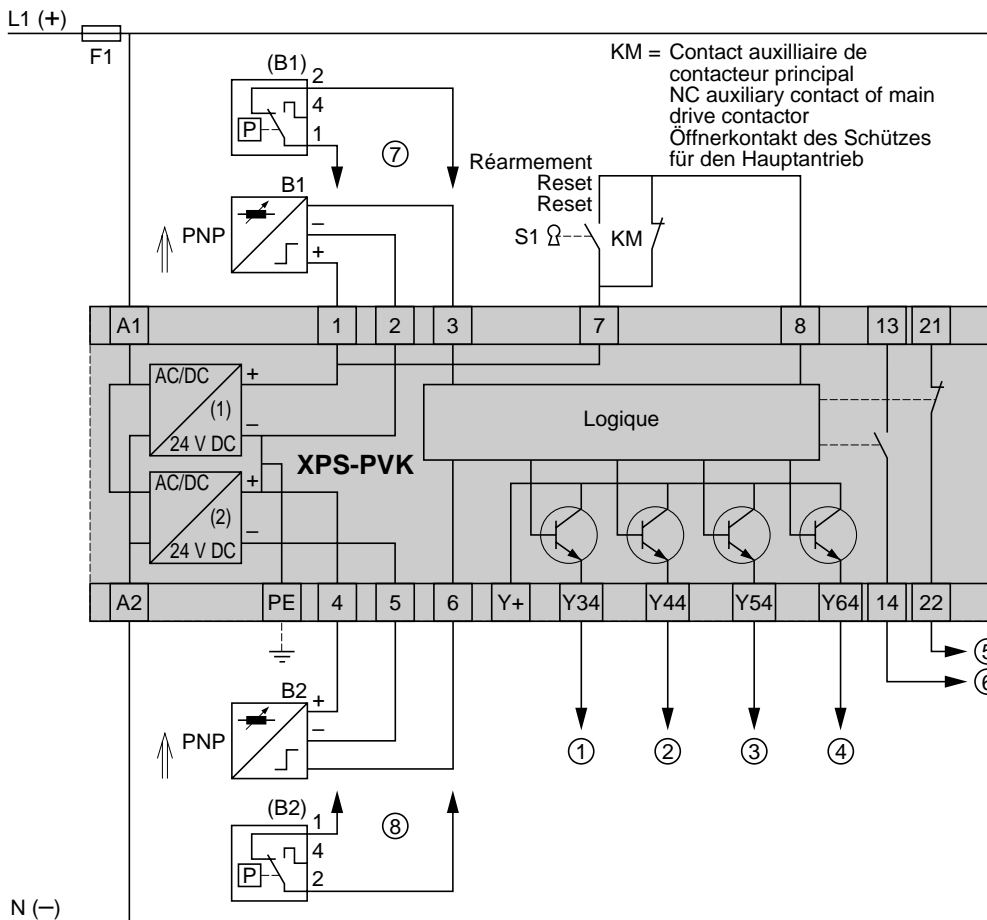 L1 (+)
F1
(B1)
2
4
1
P
⑦
KM = Contact auxilliaire de
contacteur principal
NC auxiliary contact of main
drive contactor
Öffnerkontakt des Schützes
für den Hauptantrieb
Réarmement
Reset
Reset
S1
KM
B1
PNP
–
+
A1
1
2
3
7
8
13
21
AC/DC
(1)
24 V DC
+
–
Logique
XPS-PVK
AC/DC
(2)
24 V DC
+
–
A2
PE
4
5
6
Y+
Y34
Y44
Y54
Y64
14
22
⑤
⑥
B2
PNP
+
–
①
②
③
④
(B2)
1
4
2
P
⑧
N (–)